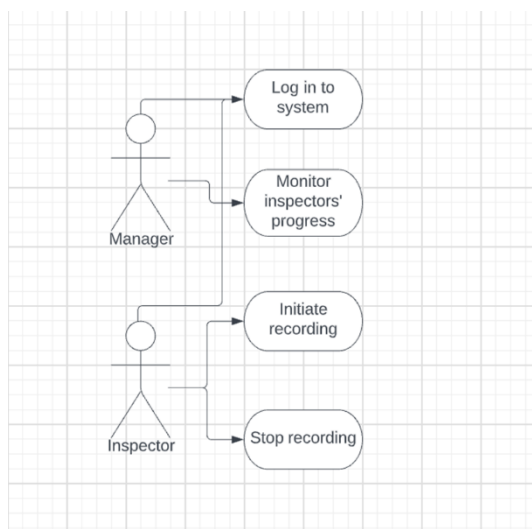 Log in to
system
Monitor
inspectors'
progress
Manager
Initiate
recording
Stop recording
Inspector